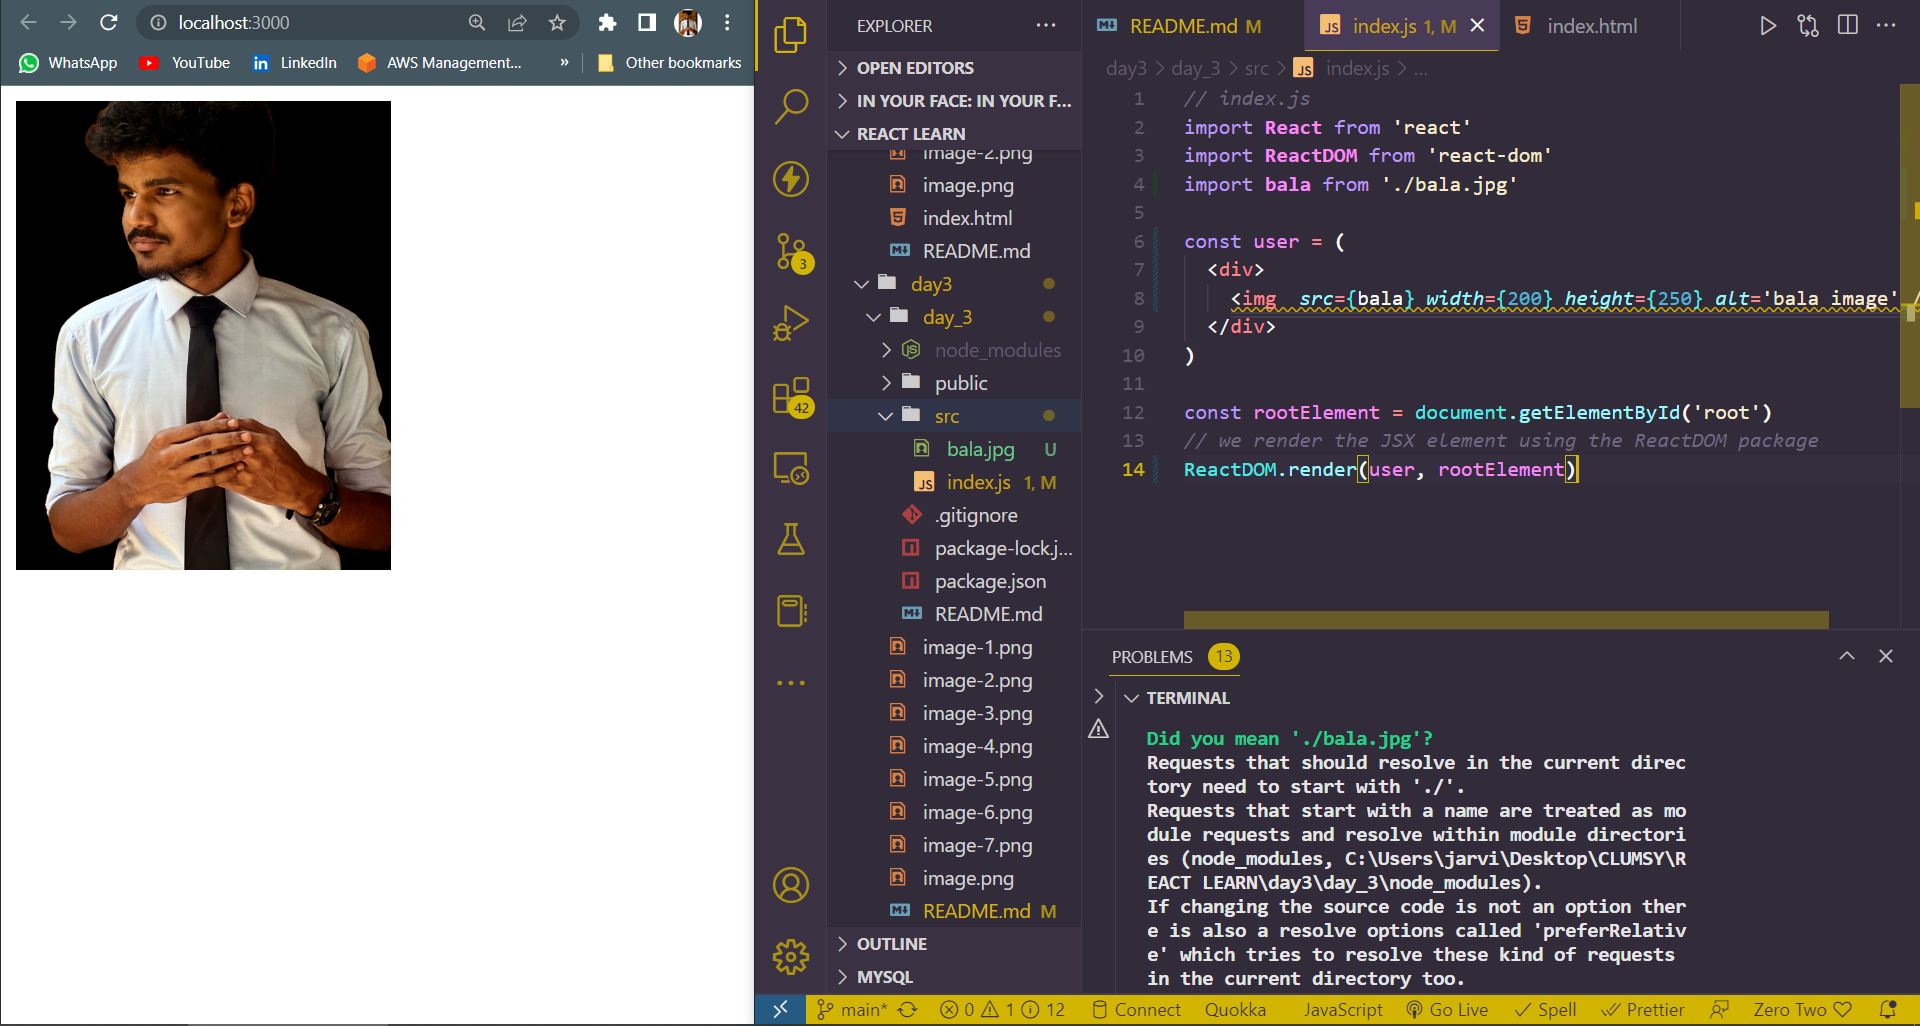 localhost:3000
WhatsApp YouTube LinkedIn AWS Management... » Other bookmarks
EXPLORER ...
OPEN EDITORS
IN YOUR FACE: IN YOUR F...
REACT LEARN
image-2.png
image.png
index.html
README.md
day3
day_3
node_modules
public
src
bala.jpg U
index.js 1, M
.gitignore
package-lock.j...
package.json
README.md
image-1.png
image-2.png
image-3.png
image-4.png
image-5.png
image-6.png
image-7.png
image.png
README.md M
OUTLINE
MYSQL
3
42
README.md M index.js 1, M index.html
day3 > day_3 > src > JS index.js > ...
1 // index.js
2 import React from 'react'
3 import ReactDOM from 'react-dom'
4 import bala from './bala.jpg'
5
6 const user = (
7 <div>
8 <img  src={bala} width={200} height={250} alt='bala image' /
9 </div>
10 )
11
12 const rootElement = document.getElementById('root')
13 // we render the JSX element using the ReactDOM package
14 ReactDOM.render(user, rootElement)
PROBLEMS 13
TERMINAL
Did you mean './bala.jpg'?
Requests that should resolve in the current direc
tory need to start with './'.
Requests that start with a name are treated as mo
dule requests and resolve within module directori
es (node_modules, C:\Users\jarvi\Desktop\CLUMSY\R
EACT LEARN\day3\day_3\node_modules).
If changing the source code is not an option ther
e is also a resolve options called 'preferRelativ
e' which tries to resolve these kind of requests
in the current directory too.
main* 0 1 12 Connect Quokka JavaScript Go Live Spell Prettier Zero Two